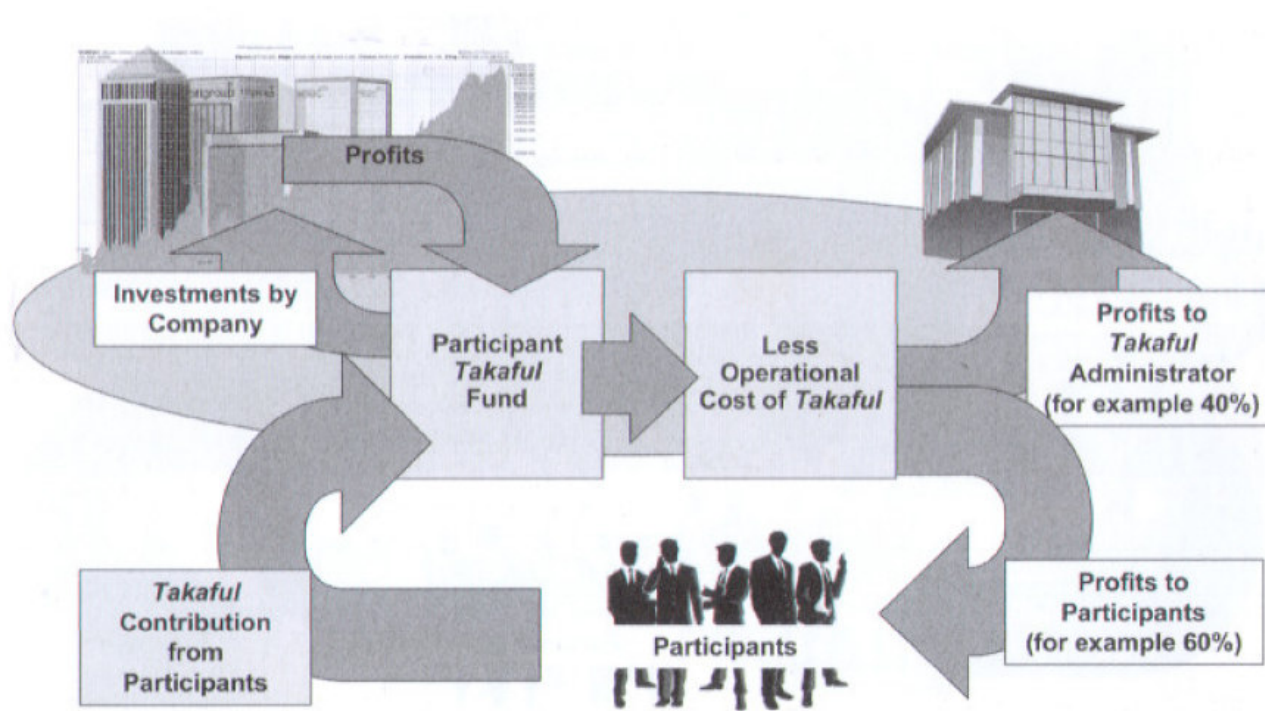 Profits
Investments by
Company
Participant
Takaful
Fund
Less
Operational
Cost of Takaful
Profits to
Takaful
Administrator
(for example 40%)
Takaful
Contribution
from
Participants
Participants
Profits to
Participants
(for example 60%)